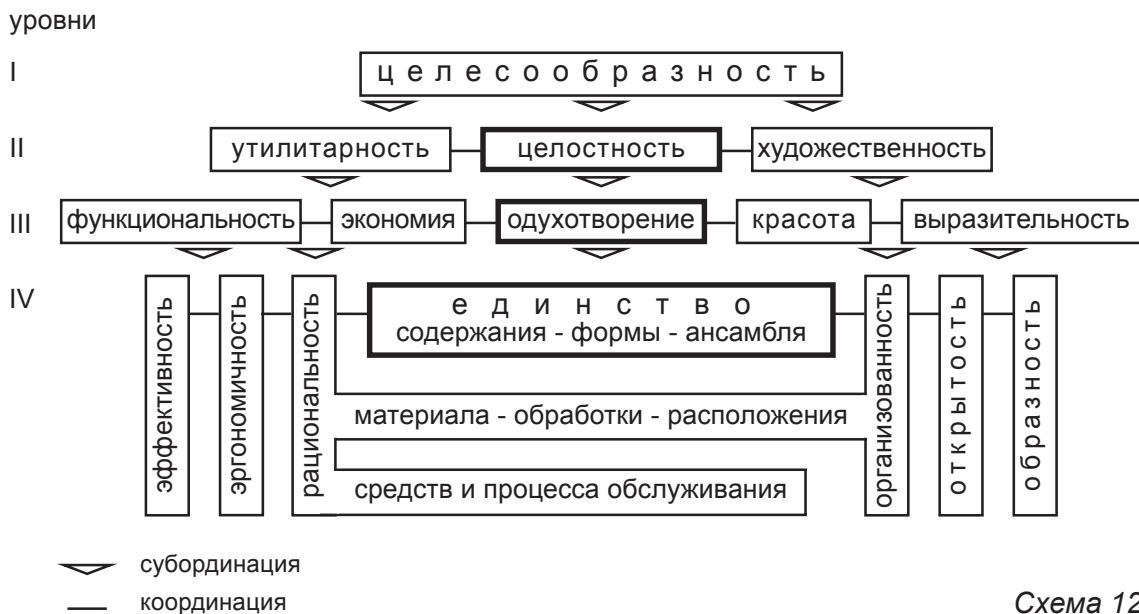 уровни
I
целесообразность
II
утилитарность
целостность
художественность
III
функциональность
экономия
одухотворение
красота
выразительность
IV
эффективность
эргономичность
рациональность
единство
содержания - формы - ансамбля
материала - обработки - расположения
средств и процесса обслуживания
организованность
открытость
образность
субординация
координация
Схема 12